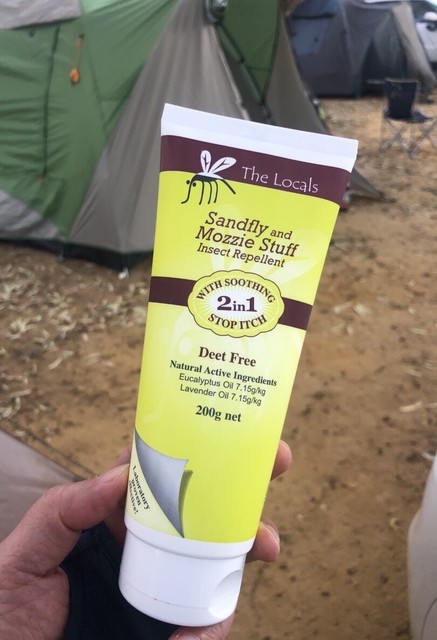 The Locals
Sandfly and
Mozzie Stuff
Insect Repellent
WITH SOOTHING
2in1
STOP ITCH
Deet Free
Natural Active Ingredients
Eucalyptus Oil 7.15g/kg
Lavender Oil 7.15g/kg
200g net
Laboratory